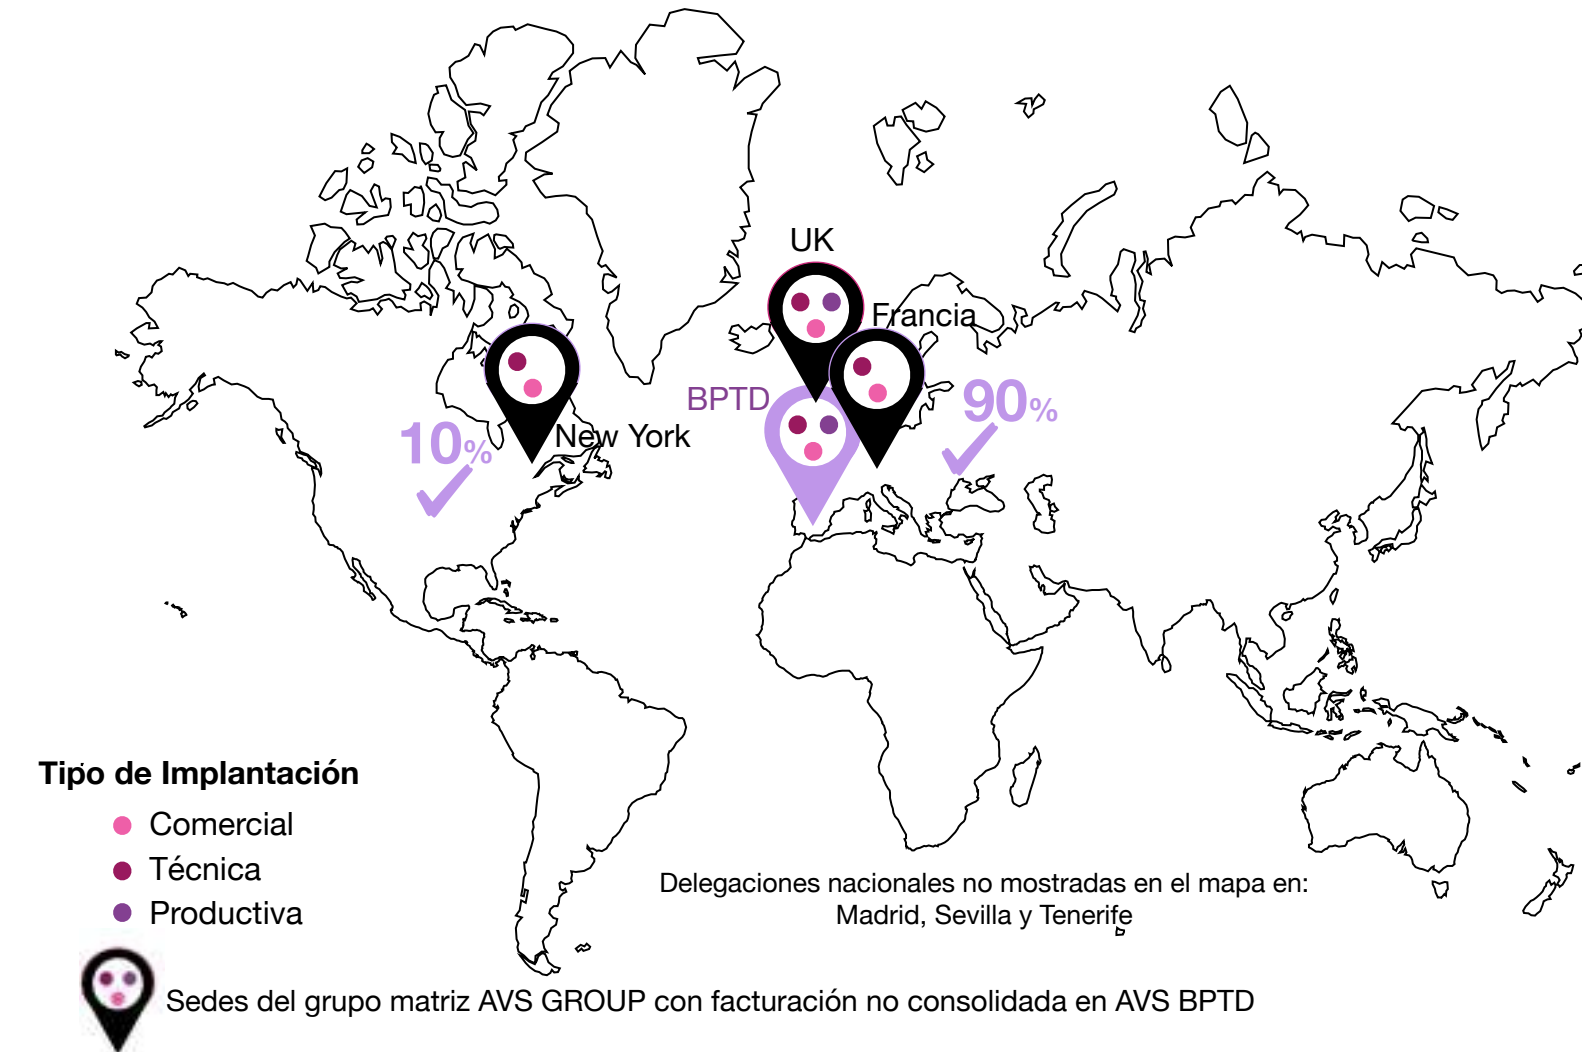 UK
Francia
BPTD
90%
10%
New York
Tipo de Implantación
Comercial
Técnica
Productiva
Delegaciones nacionales no mostradas en el mapa en:
Madrid, Sevilla y Tenerife
Sedes del grupo matriz AVS GROUP con facturación no consolidada en AVS BPTD